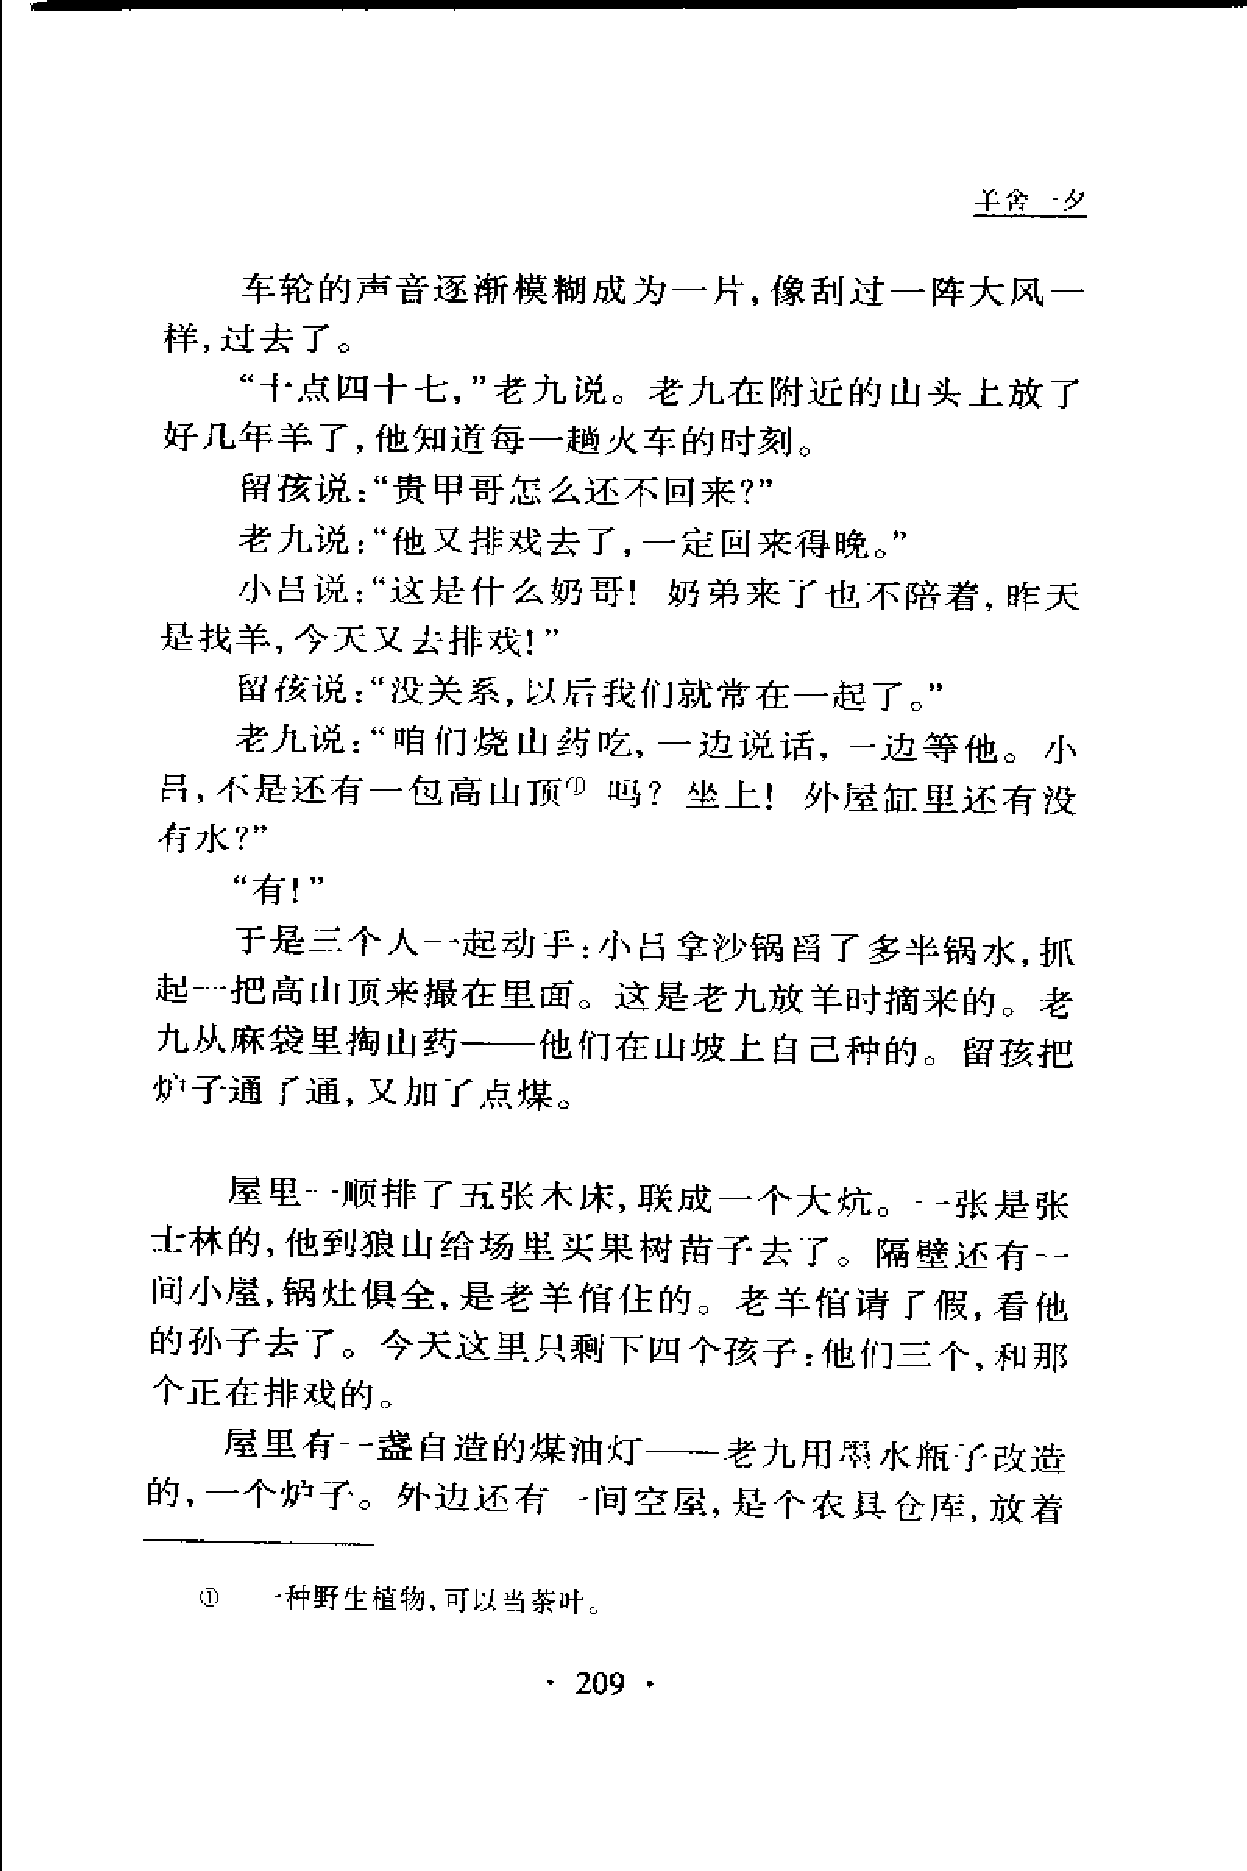 羊舍一夕
车轮的声音逐渐模糊成为一片，像刮过一阵大风一
样，过去了。
“十点四十七，”老九说。老九在附近的山头上放了
好几年羊了，他知道每一趟火车的时刻。
留孩说：“贵甲哥怎么还不回来？”
老九说：“他又排戏去了，一定回来得晚。”
小吕说：“这是什么奶哥！奶弟来了也不陪着，昨天
是找羊，今天又去排戏！”
留孩说：“没关系，以后我们就常在一起了。”
老九说：“咱们烧山药吃，一边说话，一边等他。小
吕，不是还有一包高山顶① 吗？坐上！外屋缸里还有没
有水？”
“有！”
于是三个人一起动手：小吕拿沙锅舀了多半锅水，抓
起一把高山顶来撮在里面。这是老九放羊时摘来的。老
九从麻袋里掏山药——他们在山坡上自己种的。留孩把
炉子通了通，又加了点煤。
屋里一顺排了五张木床，联成一个大炕。一张是张
士林的，他到狼山给场里买果树苗子去了。隔壁还有一
间小屋，锅灶俱全，是老羊倌住的。老羊倌请了假，看他
的孙子去了。今天这里只剩下四个孩子：他们三个，和那
个正在排戏的。
屋里有一盏自造的煤油灯——老九用墨水瓶子改造
的，一个炉子。外边还有一间空屋，是个农具仓库，放着
① 一种野生植物，可以当茶叶。
· 209 ·